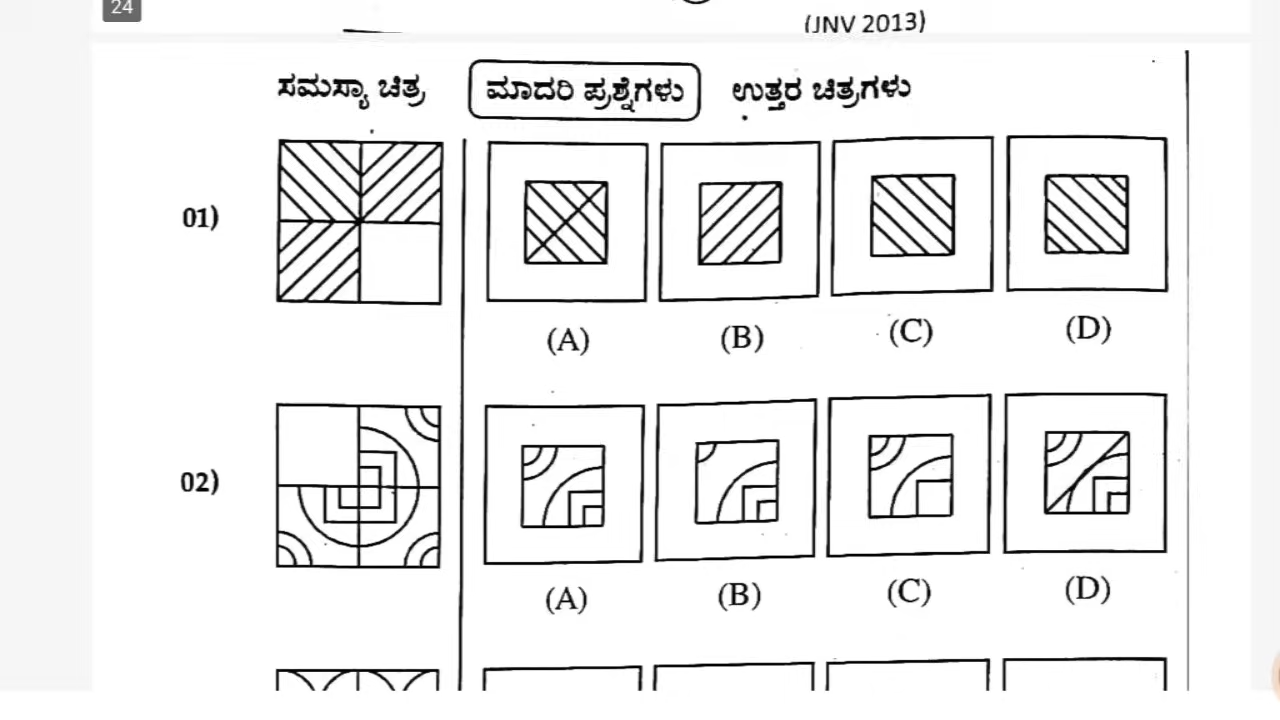 24
(JNV 2013)
ಸಮಸ್ಯಾ ಚಿತ್ರ ಮಾದರಿ ಪ್ರಶ್ನೆಗಳು ಉತ್ತರ ಚಿತ್ರಗಳು
01)
(A) (B) (C) (D)
02)
(A) (B) (C) (D)